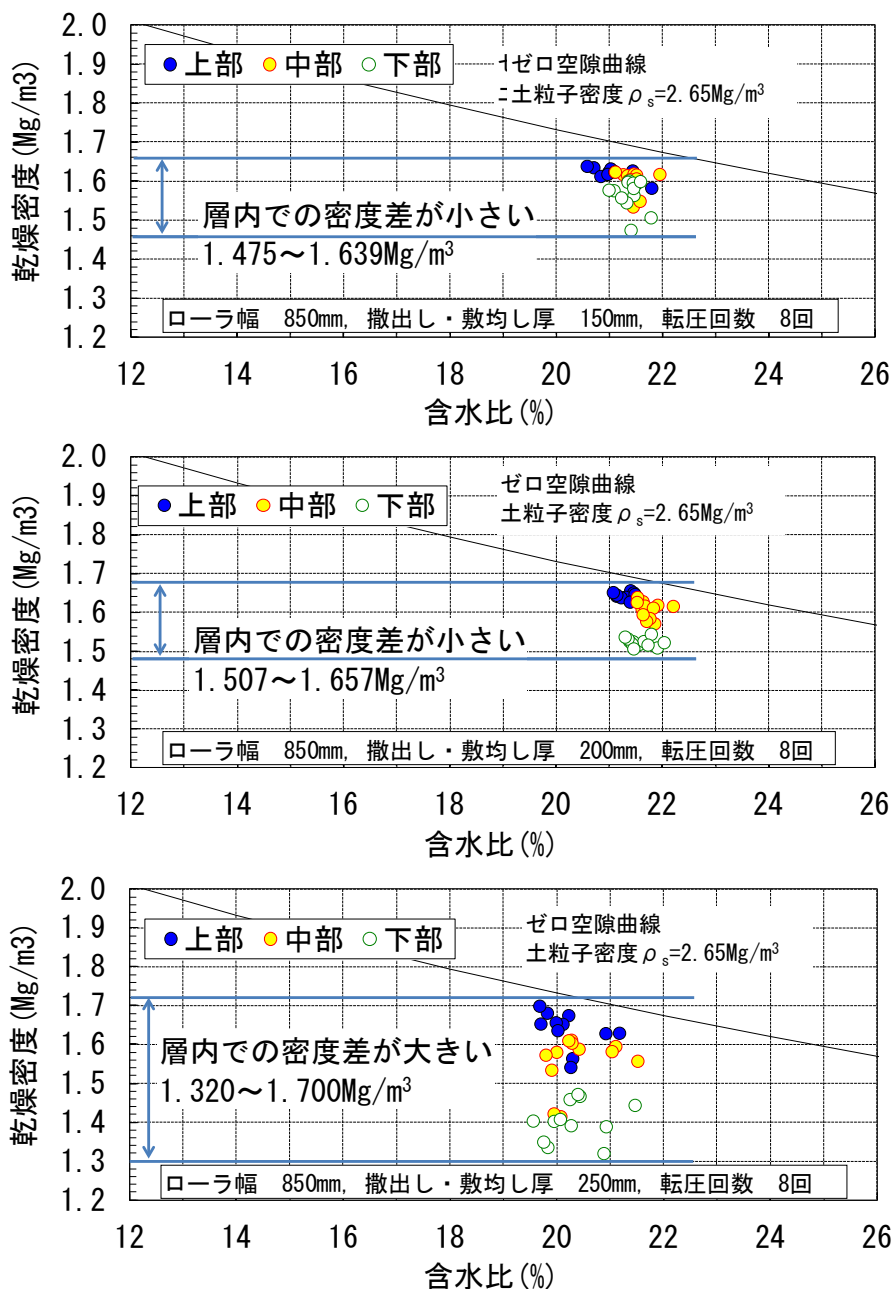 乾燥密度(Mg/m3)
2.0
1.9
1.8
1.7
1.6
1.5
1.4
1.3
1.2
上部 中部 下部
ゼロ空隙曲線
土粒子密度ρs=2.65Mg/m³
層内での密度差が小さい
1.475～1.639Mg/m³
ローラ幅 850mm, 撒出し・敷均し厚 150mm, 転圧回数 8回
12 14 16 18 20 22 24 26
含水比(%)
乾燥密度(Mg/m3)
2.0
1.9
1.8
1.7
1.6
1.5
1.4
1.3
1.2
上部 中部 下部
ゼロ空隙曲線
土粒子密度ρs=2.65Mg/m³
層内での密度差が小さい
1.507～1.657Mg/m³
ローラ幅 850mm, 撒出し・敷均し厚 200mm, 転圧回数 8回
12 14 16 18 20 22 24 26
含水比(%)
乾燥密度(Mg/m3)
2.0
1.9
1.8
1.7
1.6
1.5
1.4
1.3
1.2
上部 中部 下部
ゼロ空隙曲線
土粒子密度ρs=2.65Mg/m³
層内での密度差が大きい
1.320～1.700Mg/m³
ローラ幅 850mm, 撒出し・敷均し厚 250mm, 転圧回数 8回
12 14 16 18 20 22 24 26
含水比(%)